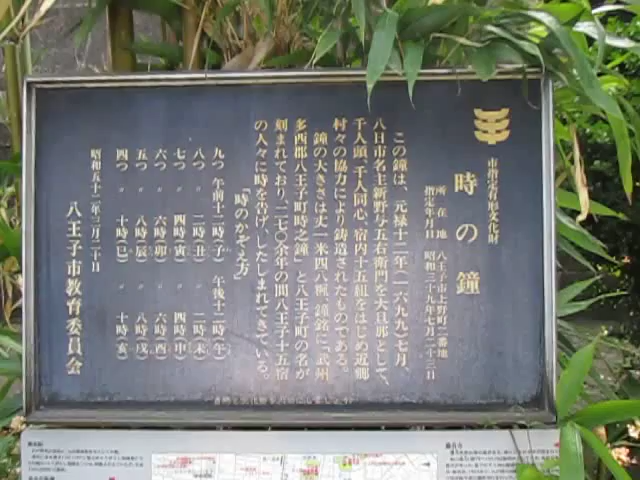 市指定有形文化財
時の鐘
所在地 八王子市上野町二番地
指定年月日 昭和三十九年七月二十三日
この鐘は、元禄十二年(一六九九)七月、
八日市名主新野与五右衛門を大旦那として、
千人頭、千人同心、宿内十五組をはじめ近郷
村々の協力により鋳造されたものである。
鐘の大きさは丈一米四八糎、鐘銘に「武州
多西郡八王子町時之鐘」と八王子町の名が
刻まれており、二七〇余年の間八王子十五宿
の人々に時を告げ、したしまれてきている。
「時のかぞえ方」
九つ 午前十二時(子) 午後十二時(午)
八つ 〃 二時(丑) 〃 二時(未)
七つ 〃 四時(寅) 〃 四時(申)
六つ 〃 六時(卯) 〃 六時(酉)
五つ 〃 八時(辰) 〃 八時(戌)
四つ 〃 十時(巳) 〃 十時(亥)
昭和五十二年三月二十日
八王子市教育委員会